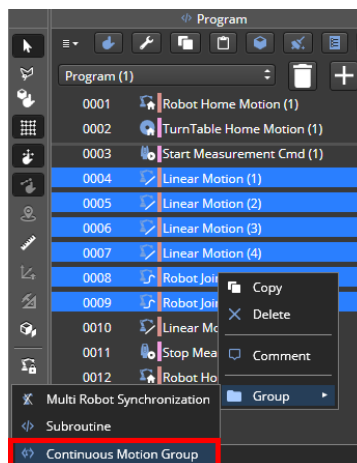 </> Program
Program (1)
0001 Robot Home Motion (1)
0002 TurnTable Home Motion (1)
0003 Start Measurement Cmd (1)
0004 Linear Motion (1)
0005 Linear Motion (2)
0006 Linear Motion (3)
0007 Linear Motion (4)
0008 Robot Joi
0009 Robot Joi
Copy
Delete
0010 Linear Mo
0011 Stop Mea
Comment
0012 Robot Ho
Group
Multi Robot Synchronization
</> Subroutine
Continuous Motion Group